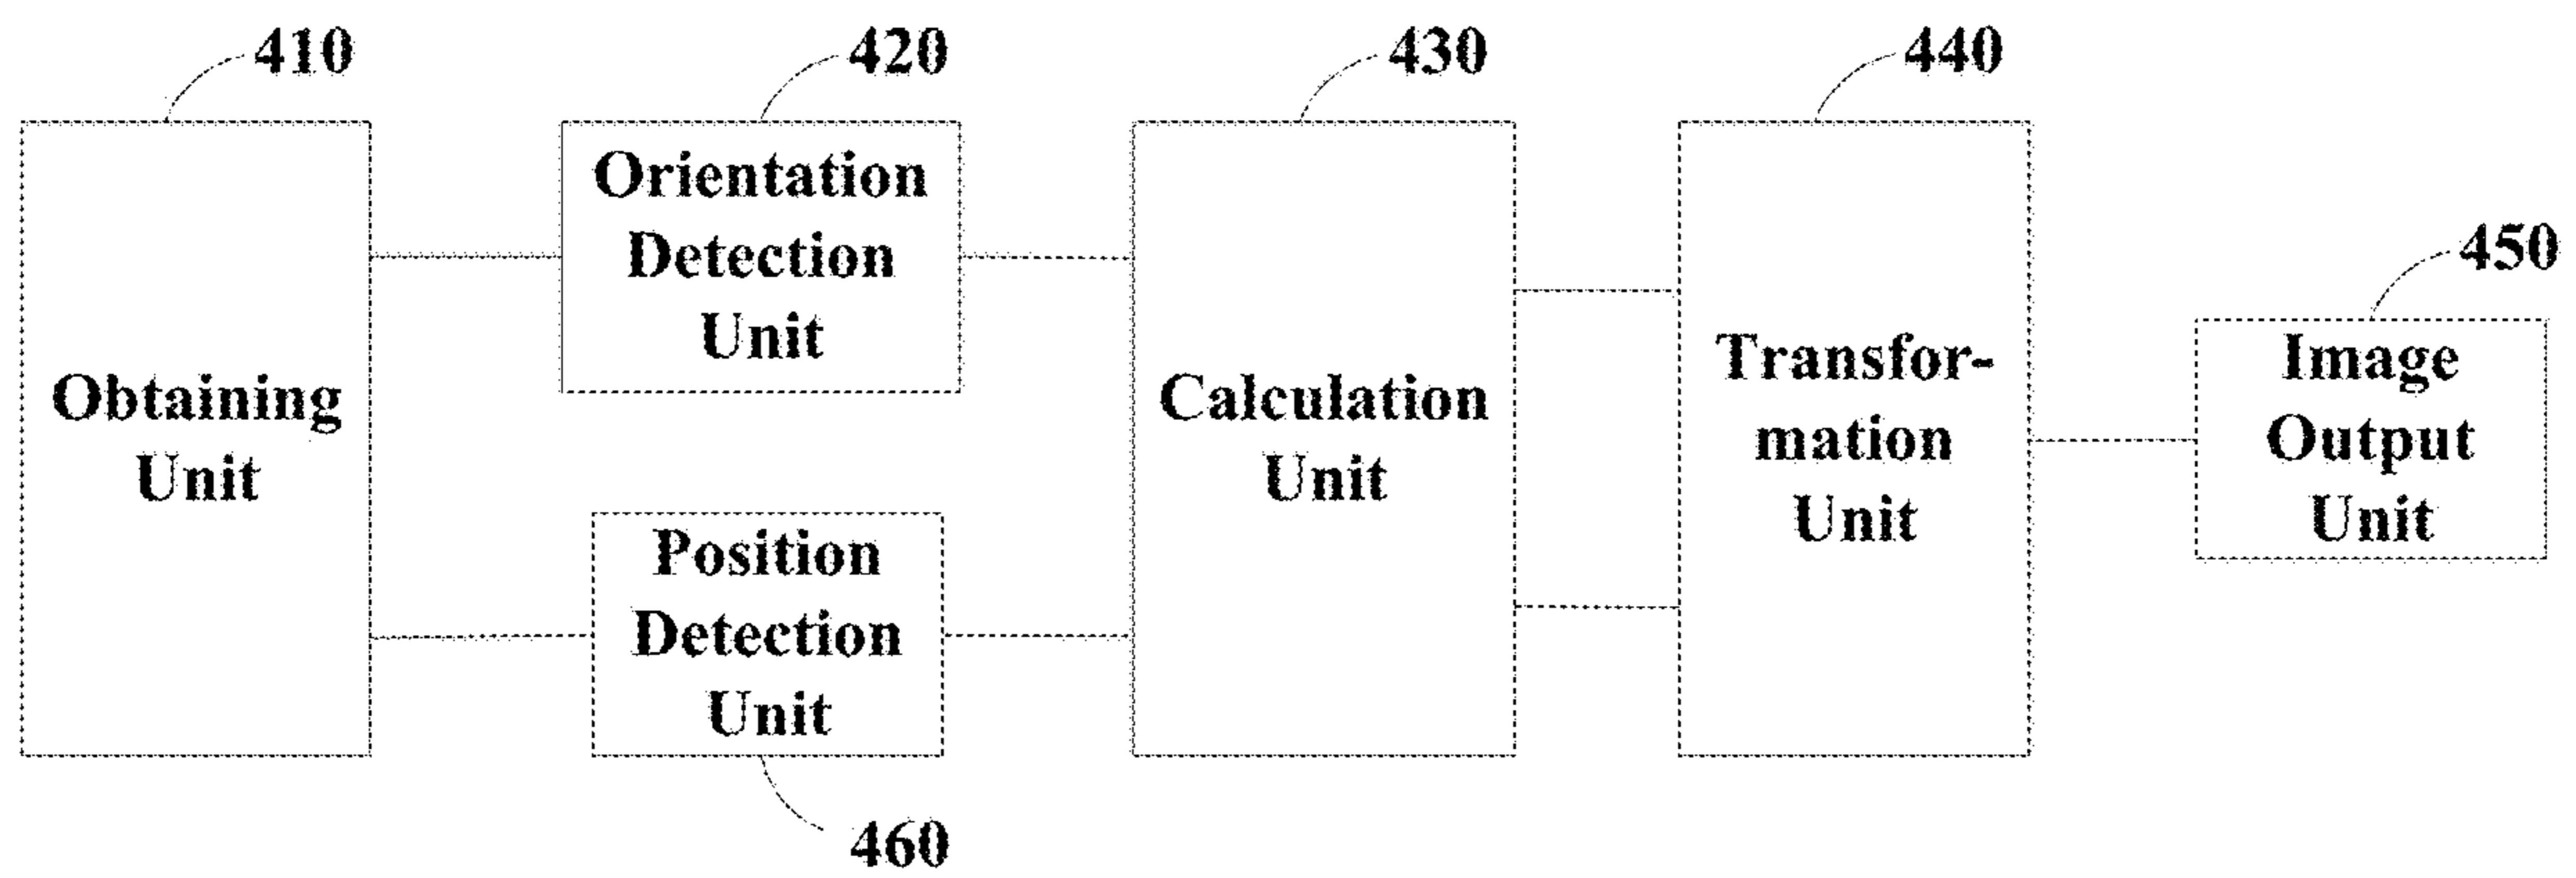 410
420
430
440
450
Obtaining
Unit
Orientation
Detection
Unit
Position
Detection
Unit
460
Calculation
Unit
Transfor-
mation
Unit
Image
Output
Unit